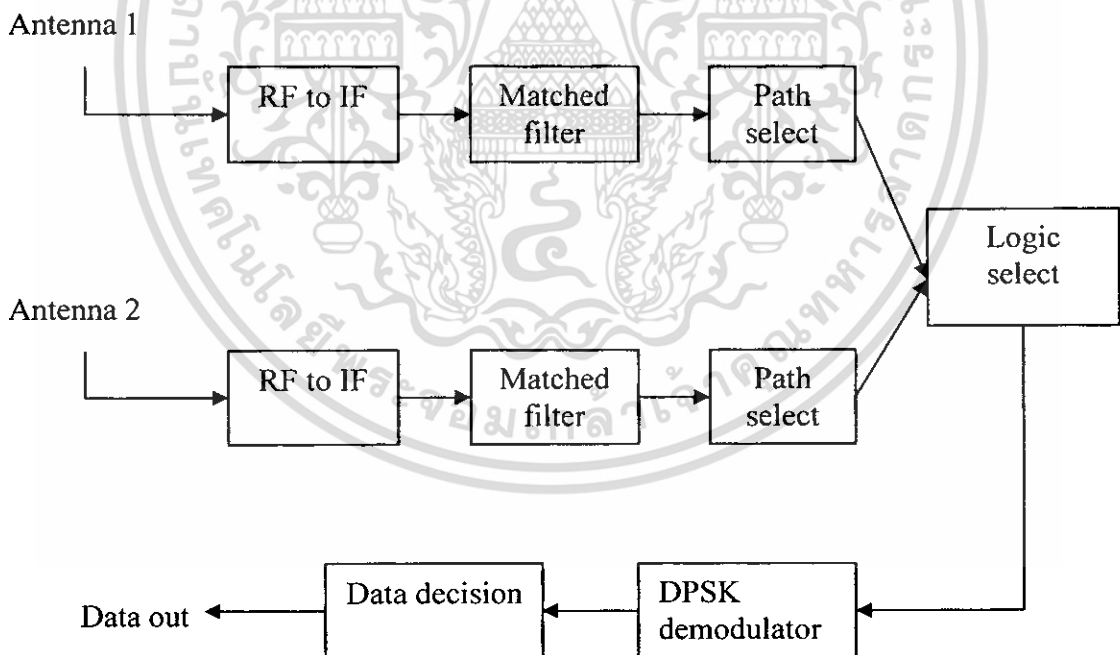 Antenna 1
RF to IF
Matched
filter
Path
select
Logic
select
Antenna 2
RF to IF
Matched
filter
Path
select
Data out
Data decision
DPSK
demodulator